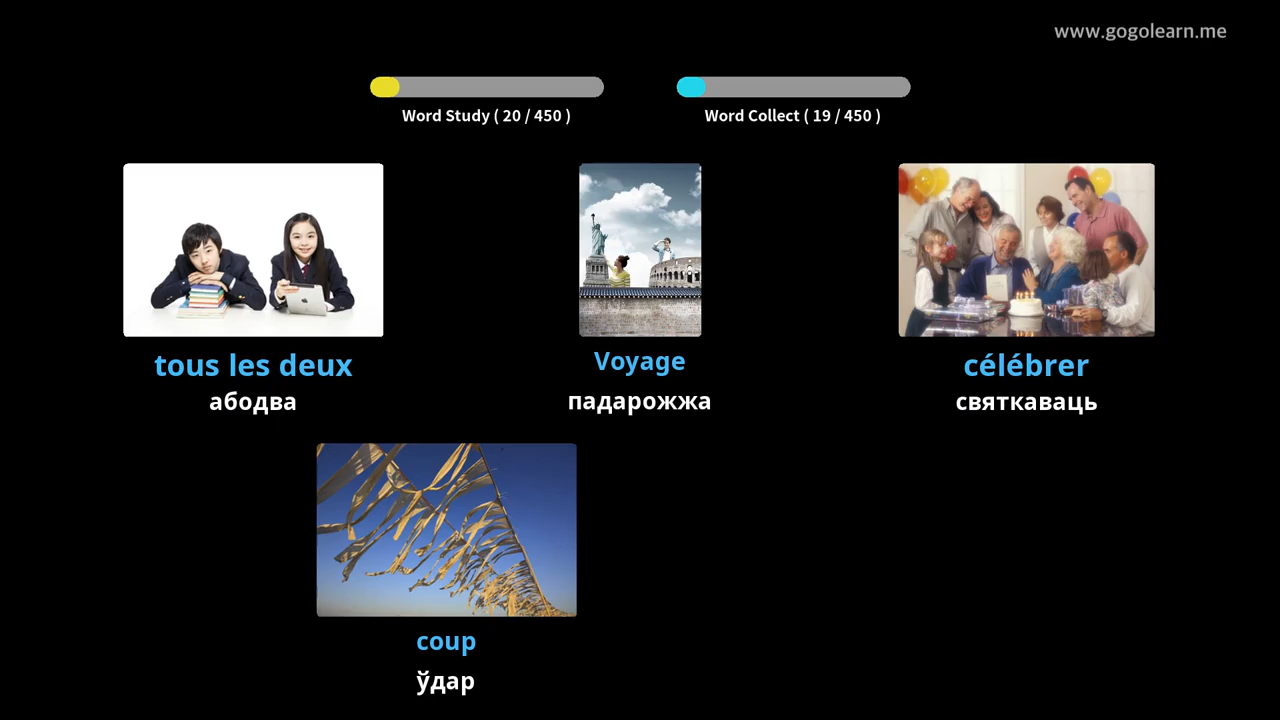 www.gogolearn.me
Word Study ( 20 / 450 )
Word Collect ( 19 / 450 )
tous les deux
абодва
Voyage
падарожжа
célébrer
святкаваць
coup
ўдар